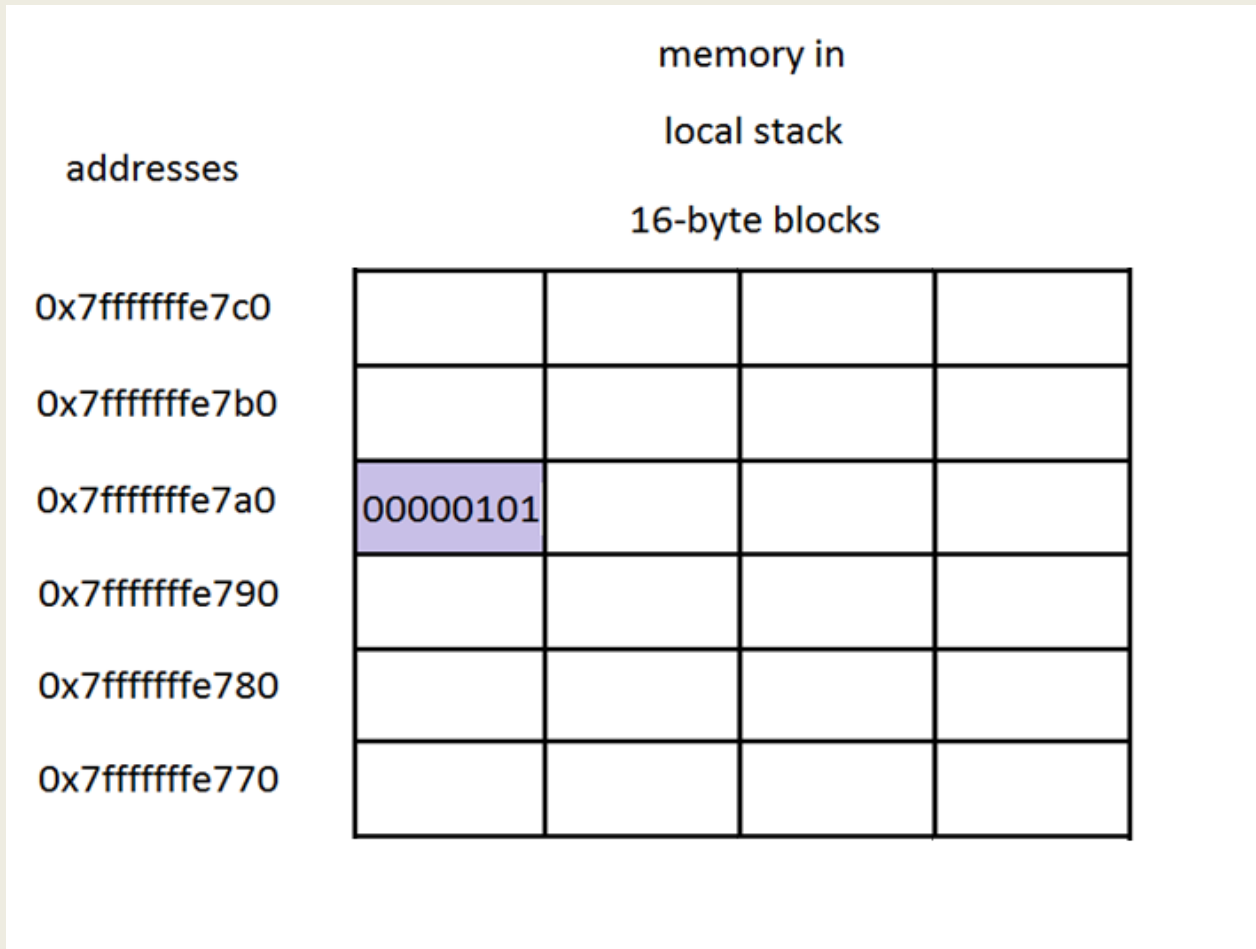 memory in
local stack
addresses
16-byte blocks
0x7fffffffe7c0
0x7fffffffe7b0
0x7fffffffe7a0 00000101
0x7fffffffe790
0x7fffffffe780
0x7fffffffe770